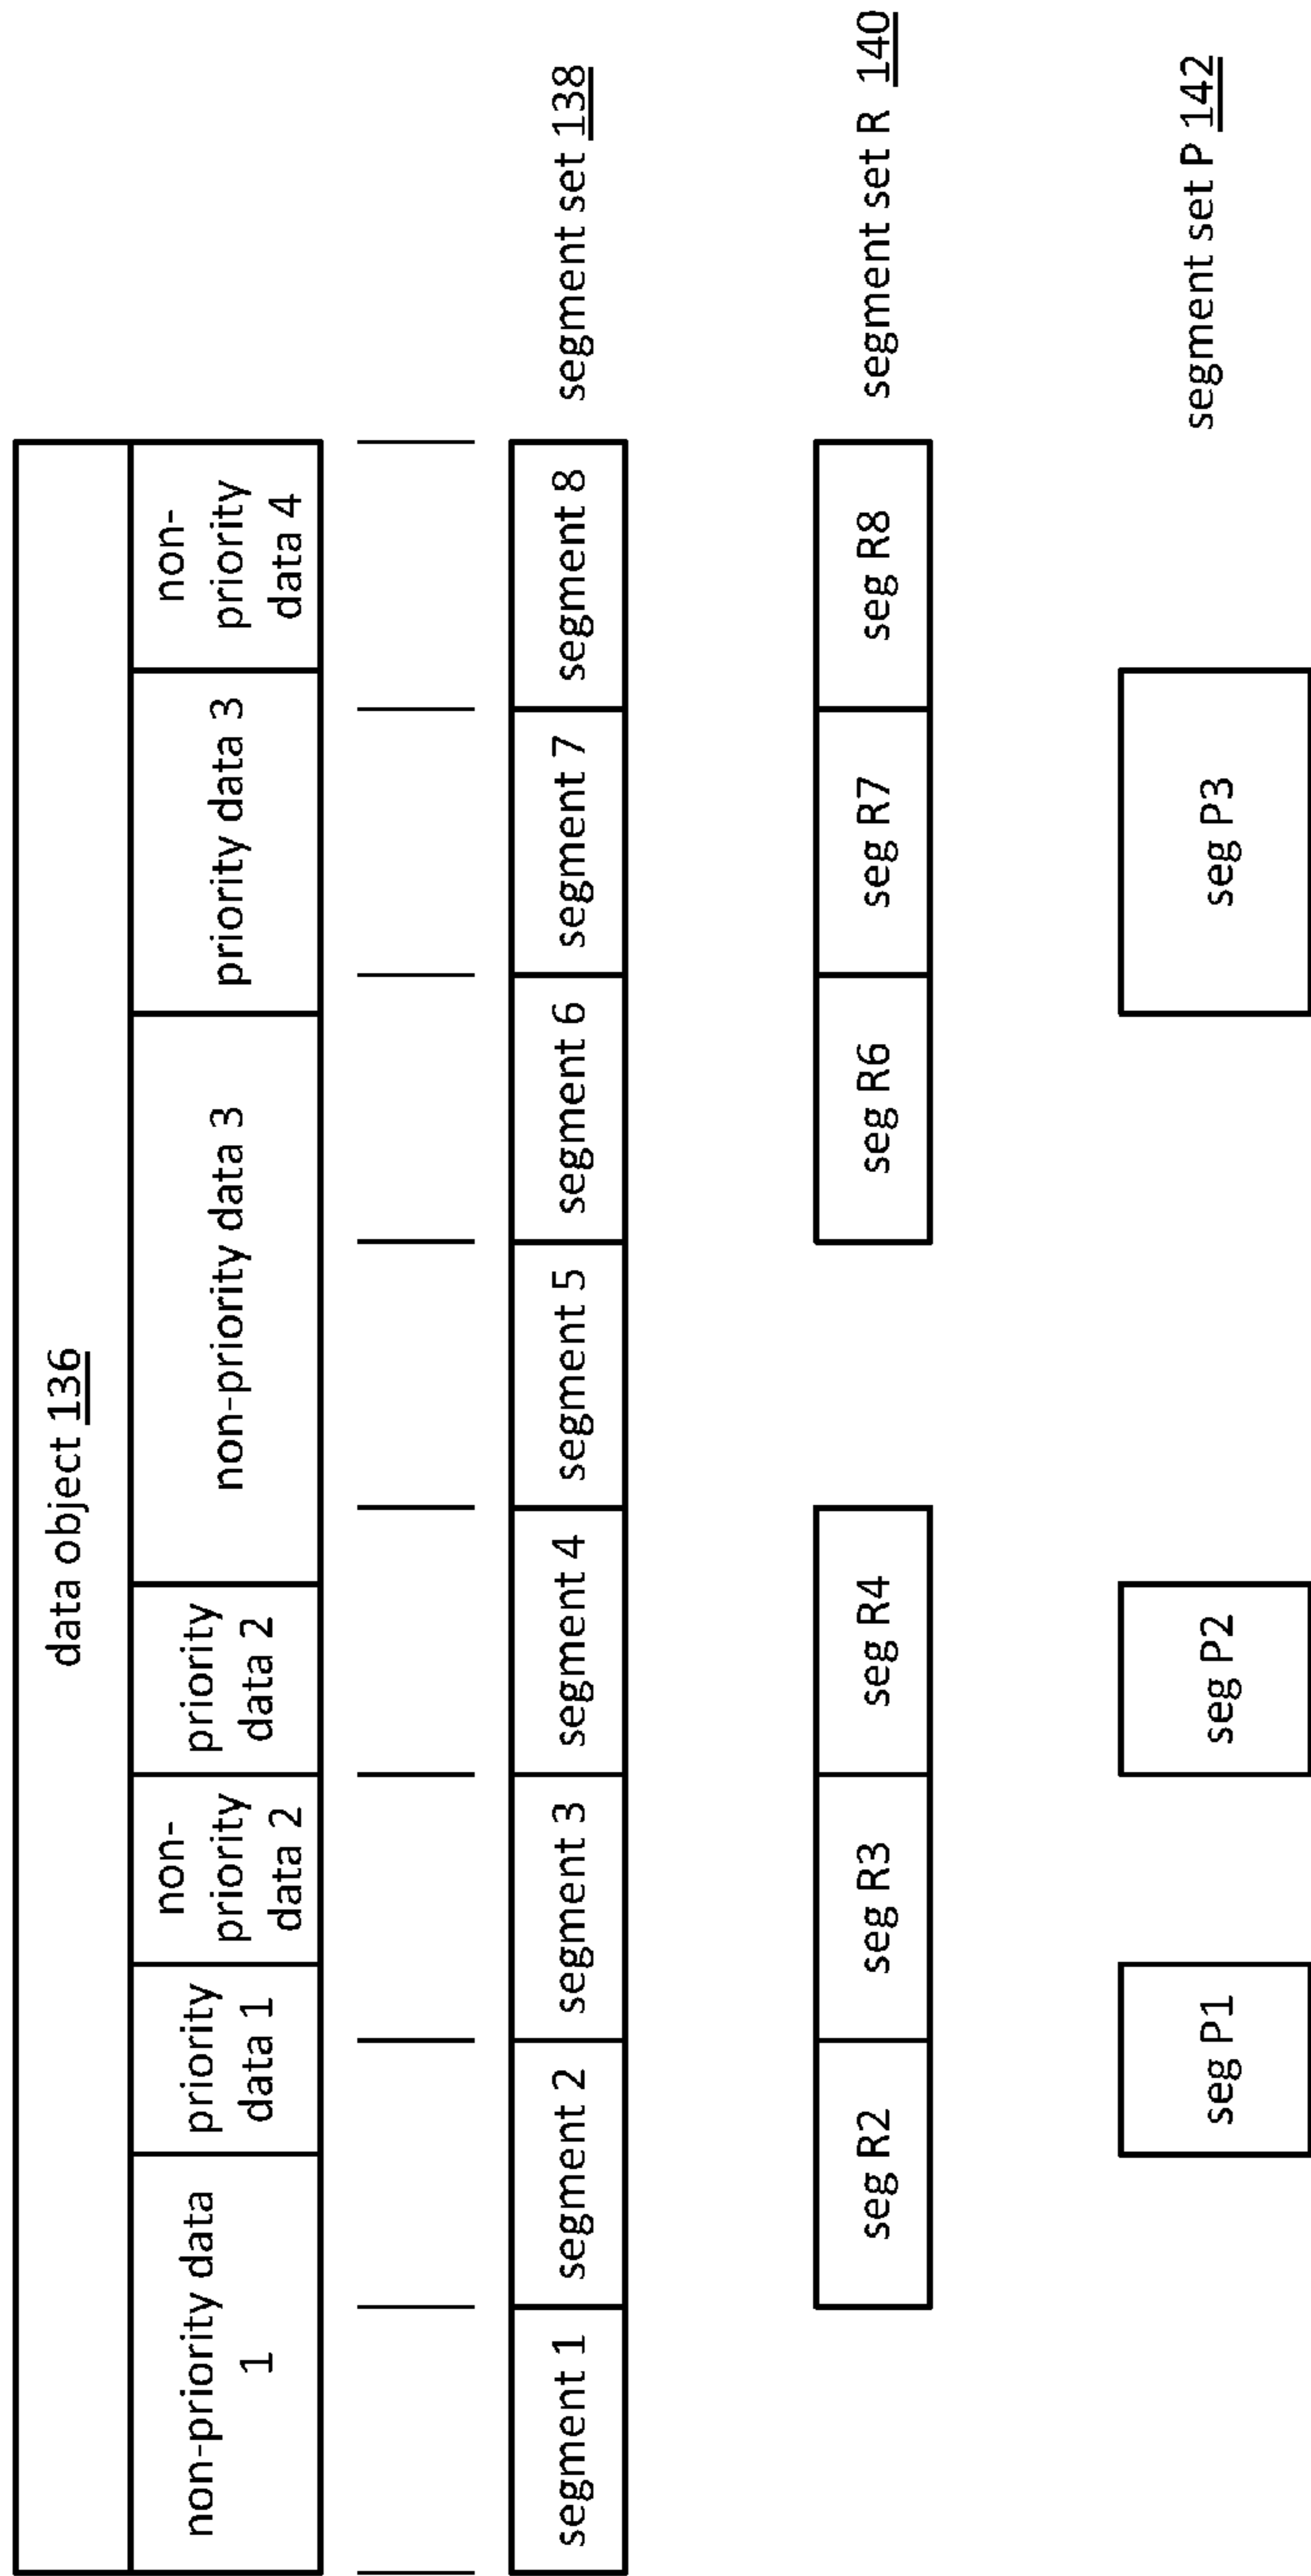 data object 136
non-priority data
1
priority
data 1
non-
priority
data 2
priority
data 2
non-priority data 3
priority data 3
non-
priority
data 4
segment 1
segment 2
segment 3
segment 4
segment 5
segment 6
segment 7
segment 8
segment set 138
seg R2
seg R3
seg R4
seg R6
seg R7
seg R8
segment set R 140
seg P1
seg P2
seg P3
segment set P 142